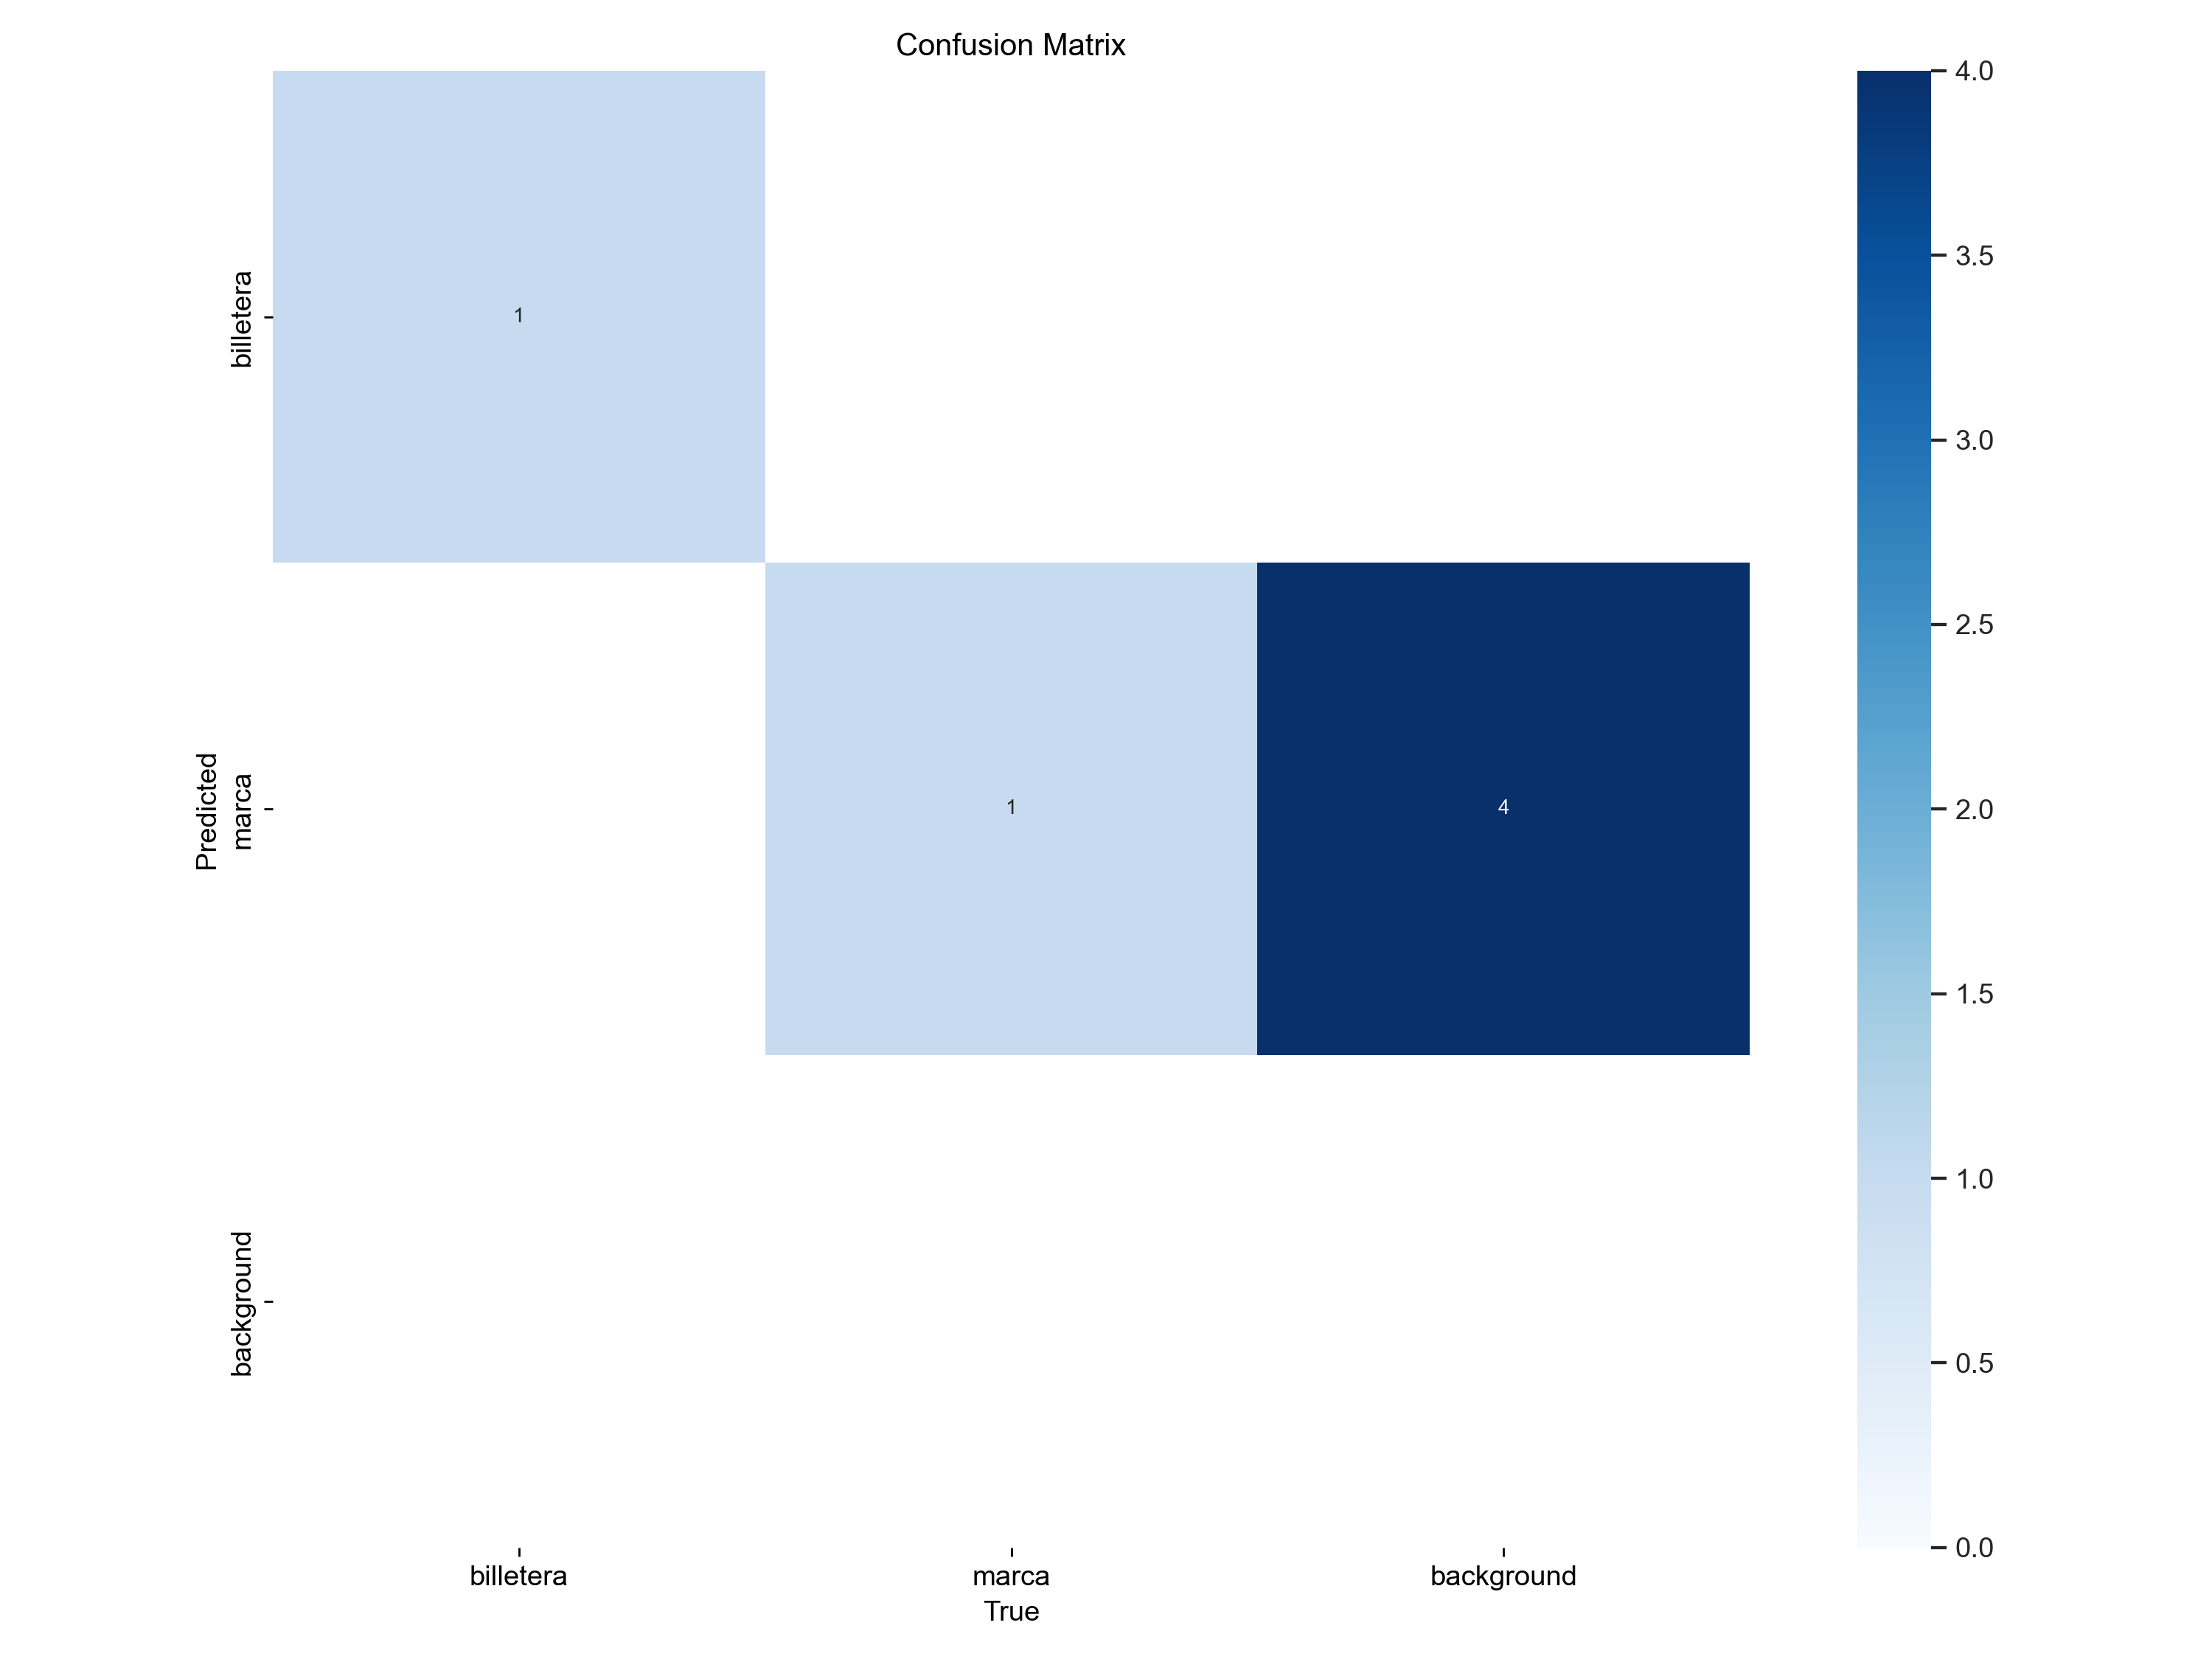 Confusion Matrix
billetera
marca
background
Predicted
1
1
4
billetera
marca
background
True
4.0
3.5
3.0
2.5
2.0
1.5
1.0
0.5
0.0